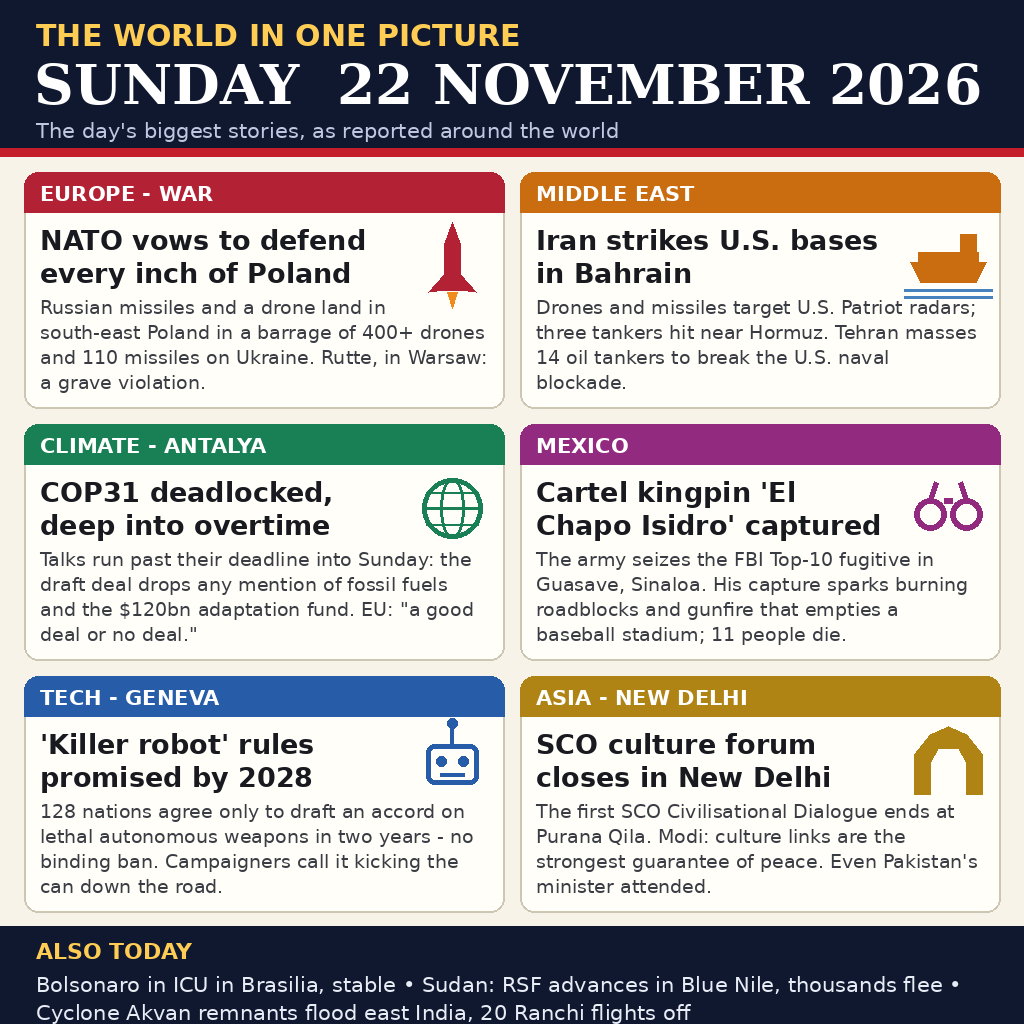 THE WORLD IN ONE PICTURE
SUNDAY 22 NOVEMBER 2026
The day's biggest stories, as reported around the world
EUROPE - WAR
NATO vows to defend
every inch of Poland
Russian missiles and a drone land in
south-east Poland in a barrage of 400+ drones
and 110 missiles on Ukraine. Rutte, in Warsaw:
a grave violation.
MIDDLE EAST
Iran strikes U.S. bases
in Bahrain
Drones and missiles target U.S. Patriot radars;
three tankers hit near Hormuz. Tehran masses
14 oil tankers to break the U.S. naval
blockade.
CLIMATE - ANTALYA
COP31 deadlocked,
deep into overtime
Talks run past their deadline into Sunday: the
draft deal drops any mention of fossil fuels
and the $120bn adaptation fund. EU: "a good
deal or no deal."
MEXICO
Cartel kingpin 'El
Chapo Isidro' captured
The army seizes the FBI Top-10 fugitive in
Guasave, Sinaloa. His capture sparks burning
roadblocks and gunfire that empties a
baseball stadium; 11 people die.
TECH - GENEVA
'Killer robot' rules
promised by 2028
128 nations agree only to draft an accord on
lethal autonomous weapons in two years - no
binding ban. Campaigners call it kicking the
can down the road.
ASIA - NEW DELHI
SCO culture forum
closes in New Delhi
The first SCO Civilisational Dialogue ends at
Purana Qila. Modi: culture links are the
strongest guarantee of peace. Even Pakistan's
minister attended.
ALSO TODAY
Bolsonaro in ICU in Brasilia, stable • Sudan: RSF advances in Blue Nile, thousands flee •
Cyclone Akvan remnants flood east India, 20 Ranchi flights off